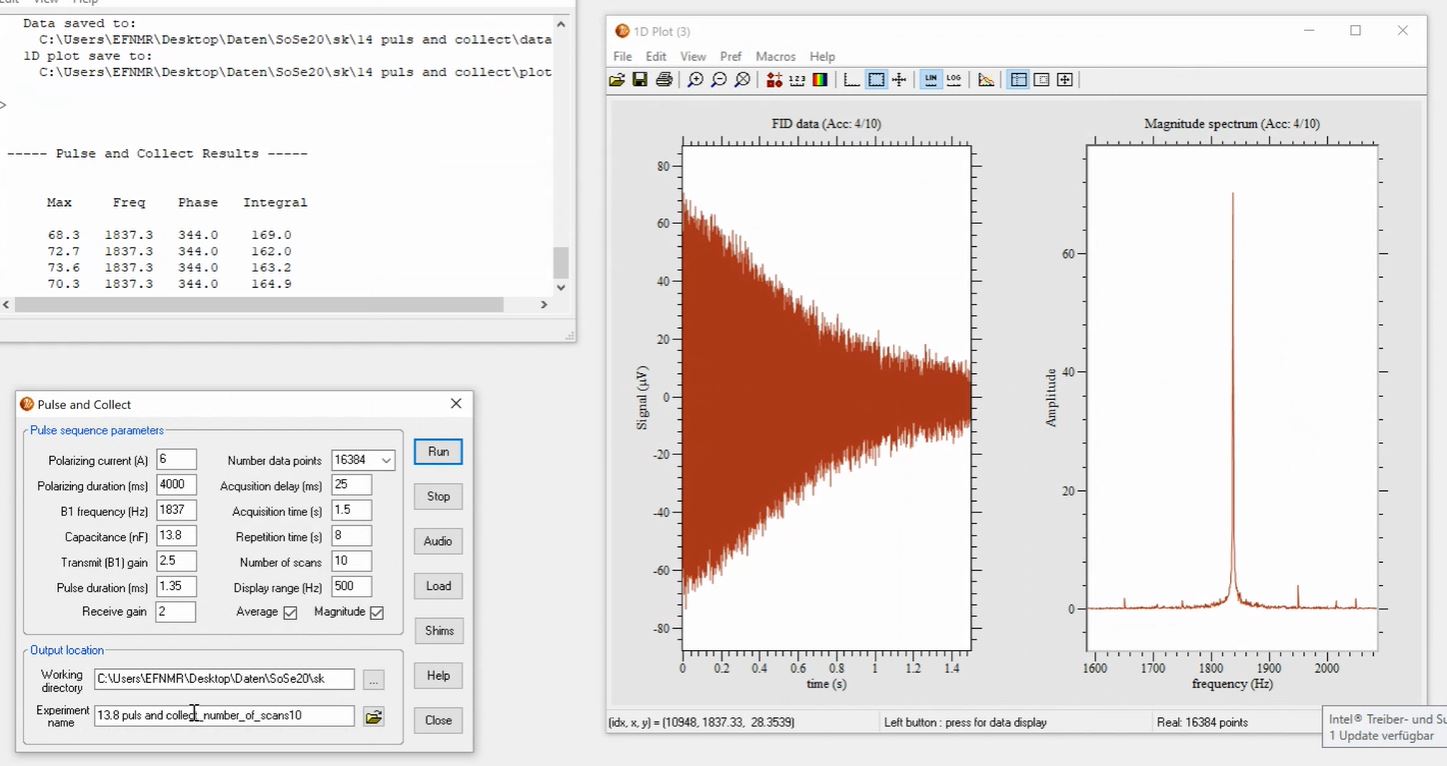 Edit View Help
Data saved to:
C:\Users\EFNMR\Desktop\Daten\SoSe20\sk\14 puls and collect\data
1D plot save to:
C:\Users\EFNMR\Desktop\Daten\SoSe20\sk\14 puls and collect\plot
>
----- Pulse and Collect Results -----
Max Freq Phase Integral
68.3 1837.3 344.0 169.0
72.7 1837.3 344.0 162.0
73.6 1837.3 344.0 163.2
70.3 1837.3 344.0 164.9
Pulse and Collect
Pulse sequence parameters
Polarizing current (A) 6 Number data points 16384 Run
Polarizing duration (ms) 4000 Acqusition delay (ms) 25 Stop
B1 frequency (Hz) 1837 Acquisition time (s) 1.5
Capacitance (nF) 13.8 Repetition time (s) 8 Audio
Transmit (B1) gain 2.5 Number of scans 10
Pulse duration (ms) 1.35 Display range (Hz) 500 Load
Receive gain 2 Average Magnitude
Shims
Output location
Working directory C:\Users\EFNMR\Desktop\Daten\SoSe20\sk ... Help
Experiment name 13.8 puls and collect_number_of_scans10 Close
1D Plot (3)
File Edit View Pref Macros Help
1 2 3 LIN LOG
FID data (Acc: 4/10)
Signal (µV)
80
60
40
20
0
-20
-40
-60
-80
0 0.2 0.4 0.6 0.8 1 1.2 1.4
time (s)
Magnitude spectrum (Acc: 4/10)
Amplitude
60
40
20
0
1600 1700 1800 1900 2000
frequency (Hz)
(idx, x, y) = (10948, 1837.33, 28.3539) Left button : press for data display Real: 16384 points
Intel® Treiber- und Su
1 Update verfügbar